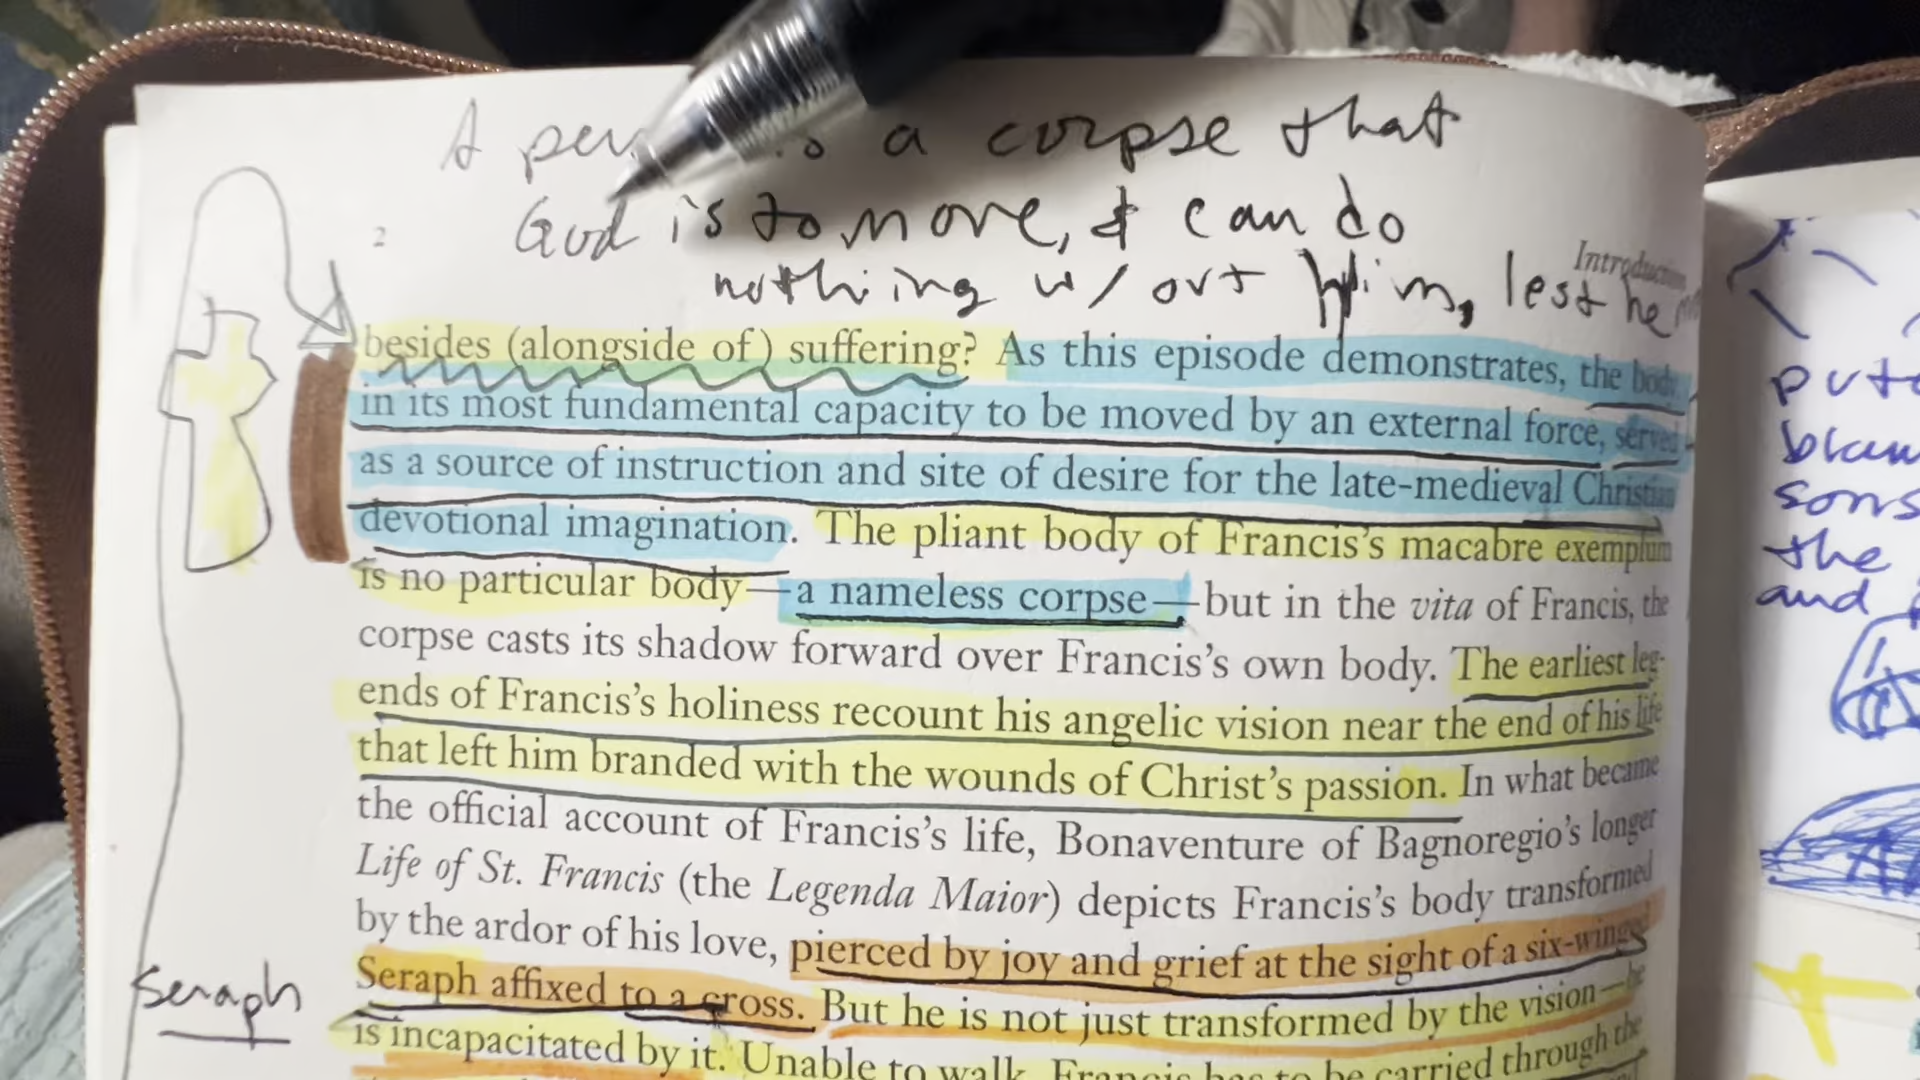 A is a corpse that
God is to move, & can do
nothing w/out Him, lest he
2
Introduction
besides (alongside of) suffering? As this episode demonstrates, the body
in its most fundamental capacity to be moved by an external force, served
as a source of instruction and site of desire for the late-medieval Christian
devotional imagination. The pliant body of Francis's macabre exemplum
is no particular body—a nameless corpse—but in the vita of Francis, the
corpse casts its shadow forward over Francis's own body. The earliest leg-
ends of Francis's holiness recount his angelic vision near the end of his life
that left him branded with the wounds of Christ's passion. In what became
the official account of Francis's life, Bonaventure of Bagnoregio's longer
Life of St. Francis (the Legenda Maior) depicts Francis's body transformed
by the ardor of his love, pierced by joy and grief at the sight of a six-winged
Seraph affixed to a cross. But he is not just transformed by the vision—he
is incapacitated by it. Unable to walk, Francis has to be carried through the
Seraph
sons
the
and